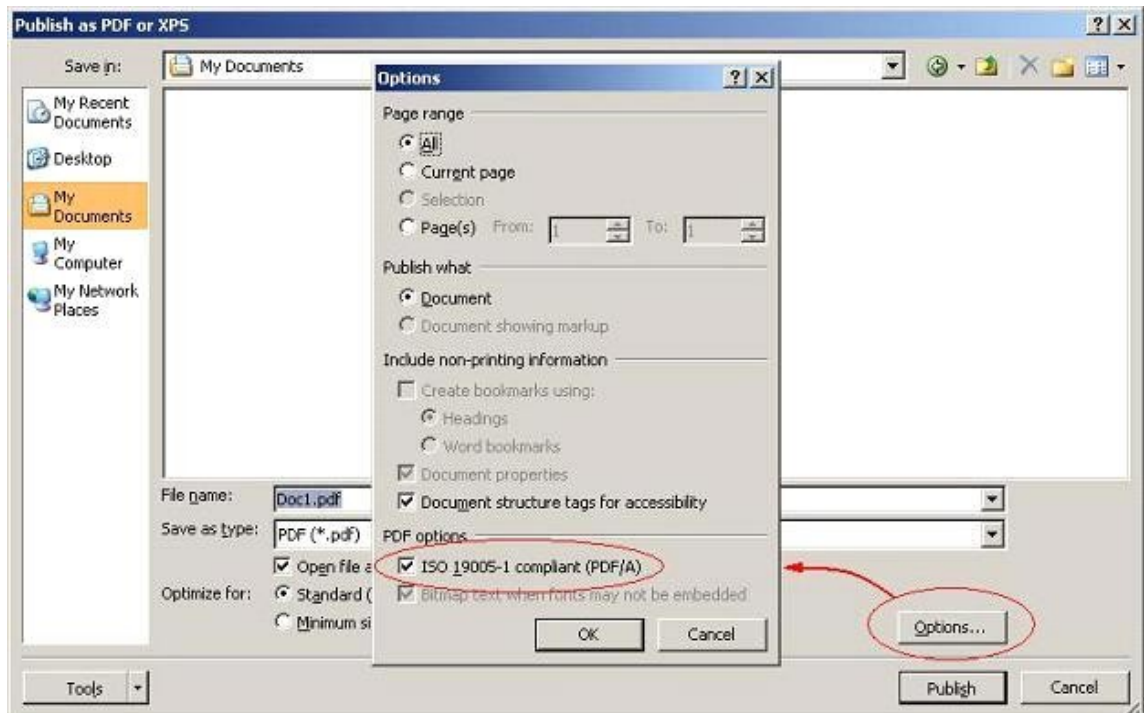 Publish as PDF or XPS
Save in:
My Documents
My Recent
Documents
Desktop
My
Documents
My
Computer
My Network
Places
Options
Page range
All
Current page
Selection
Page(s) From: 1 To: 1
Publish what
Document
Document showing markup
Include non-printing information
Create bookmarks using:
Headings
Word bookmarks
Document properties
Document structure tags for accessibility
PDF options
ISO 19005-1 compliant (PDF/A)
Bitmap text when fonts may not be embedded
OK Cancel
File name: Doc1.pdf
Save as type: PDF (*.pdf)
Open file a
Optimize for: Standard (
Minimum si
Options...
Tools
Publish Cancel